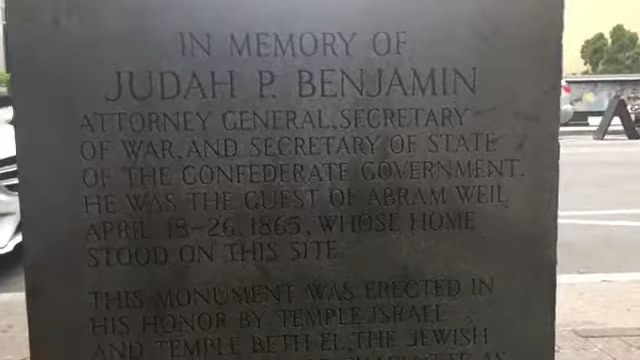 IN MEMORY OF
JUDAH P. BENJAMIN
ATTORNEY GENERAL, SECRETARY
OF WAR, AND SECRETARY OF STATE
OF THE CONFEDERATE GOVERNMENT.
HE WAS THE GUEST OF ABRAM WEIL
APRIL 18-26, 1865, WHOSE HOME
STOOD ON THIS SITE
THIS MONUMENT WAS ERECTED IN
HIS HONOR BY TEMPLE ISRAEL
AND TEMPLE BETH EL, THE JEWISH